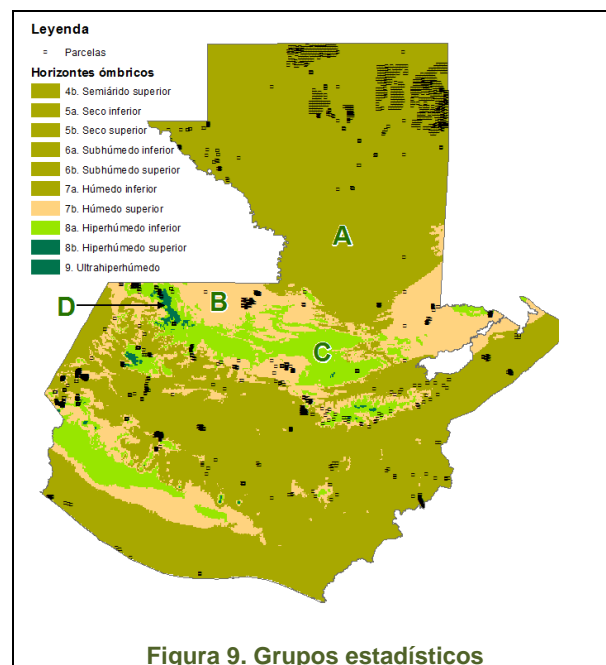 Leyenda
Parcelas
Horizontes ómbricos
4b. Semiárido superior
5a. Seco inferior
5b. Seco superior
6a. Subhúmedo inferior
6b. Subhúmedo superior
7a. Húmedo inferior
7b. Húmedo superior
8a. Hiperhúmedo inferior
8b. Hiperhúmedo superior
9. Ultrahiperhúmedo
A
B
D
C
Figura 9. Grupos estadísticos